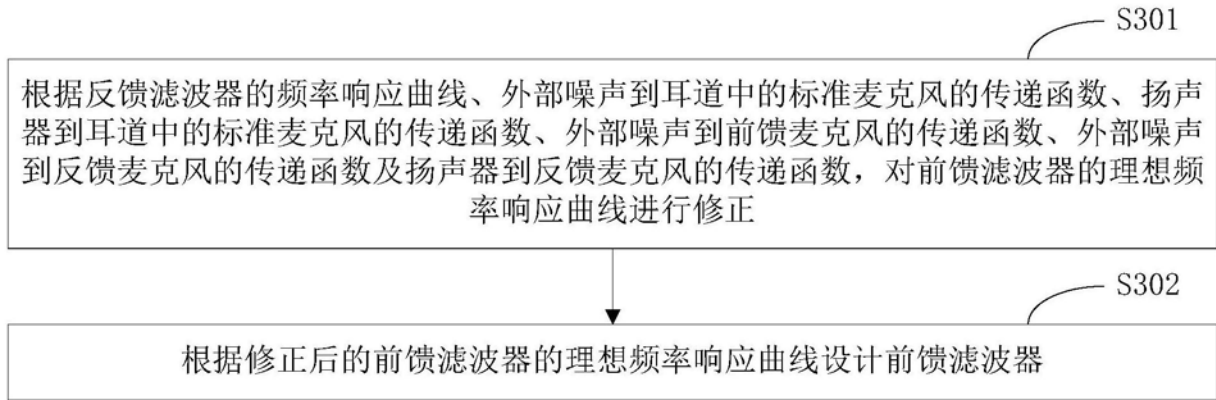 S301
根据反馈滤波器的频率响应曲线、外部噪声到耳道中的标准麦克风的传递函数、扬声
器到耳道中的标准麦克风的传递函数、外部噪声到前馈麦克风的传递函数、外部噪声
到反馈麦克风的传递函数及扬声器到反馈麦克风的传递函数，对前馈滤波器的理想频
率响应曲线进行修正
S302
根据修正后的前馈滤波器的理想频率响应曲线设计前馈滤波器